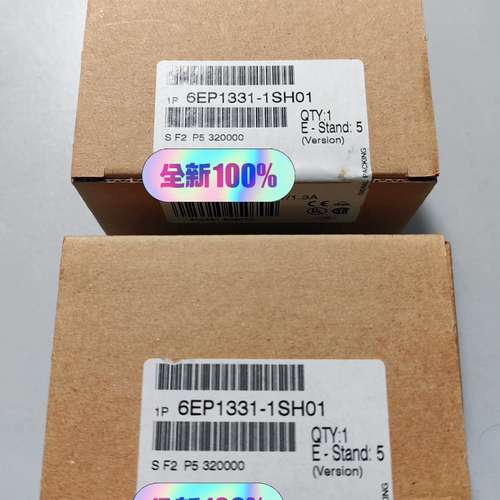 1P 6EP1331-1SH01
QTY:1
E - Stand: 5
(Version)
S F2 P5 320000
PACKING
全新100%
1P 6EP1331-1SH01
QTY:1
E - Stand: 5
(Version)
S F2 P5 320000